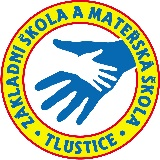 ZÁKLADNÍ ŠKOLA A MATEŘSKÁ ŠKOLA
• TLUSTICE •